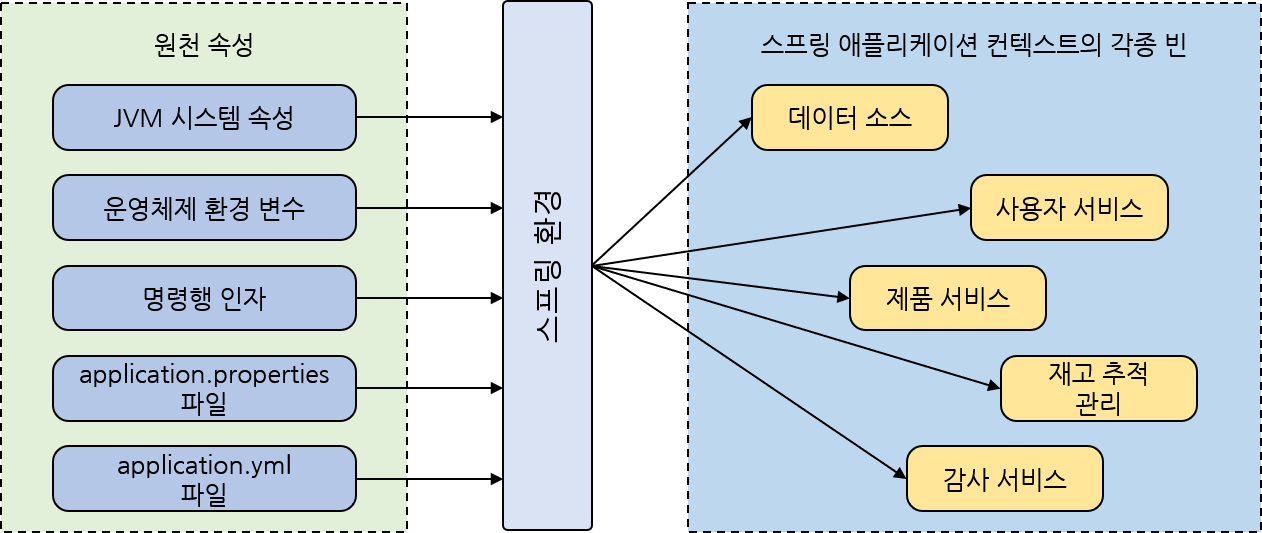 원천 속성
JVM 시스템 속성
운영체제 환경 변수
명령행 인자
application.properties
파일
application.yml
파일
스프링 환경
스프링 애플리케이션 컨텍스트의 각종 빈
데이터 소스
사용자 서비스
제품 서비스
재고 추적
관리
감사 서비스